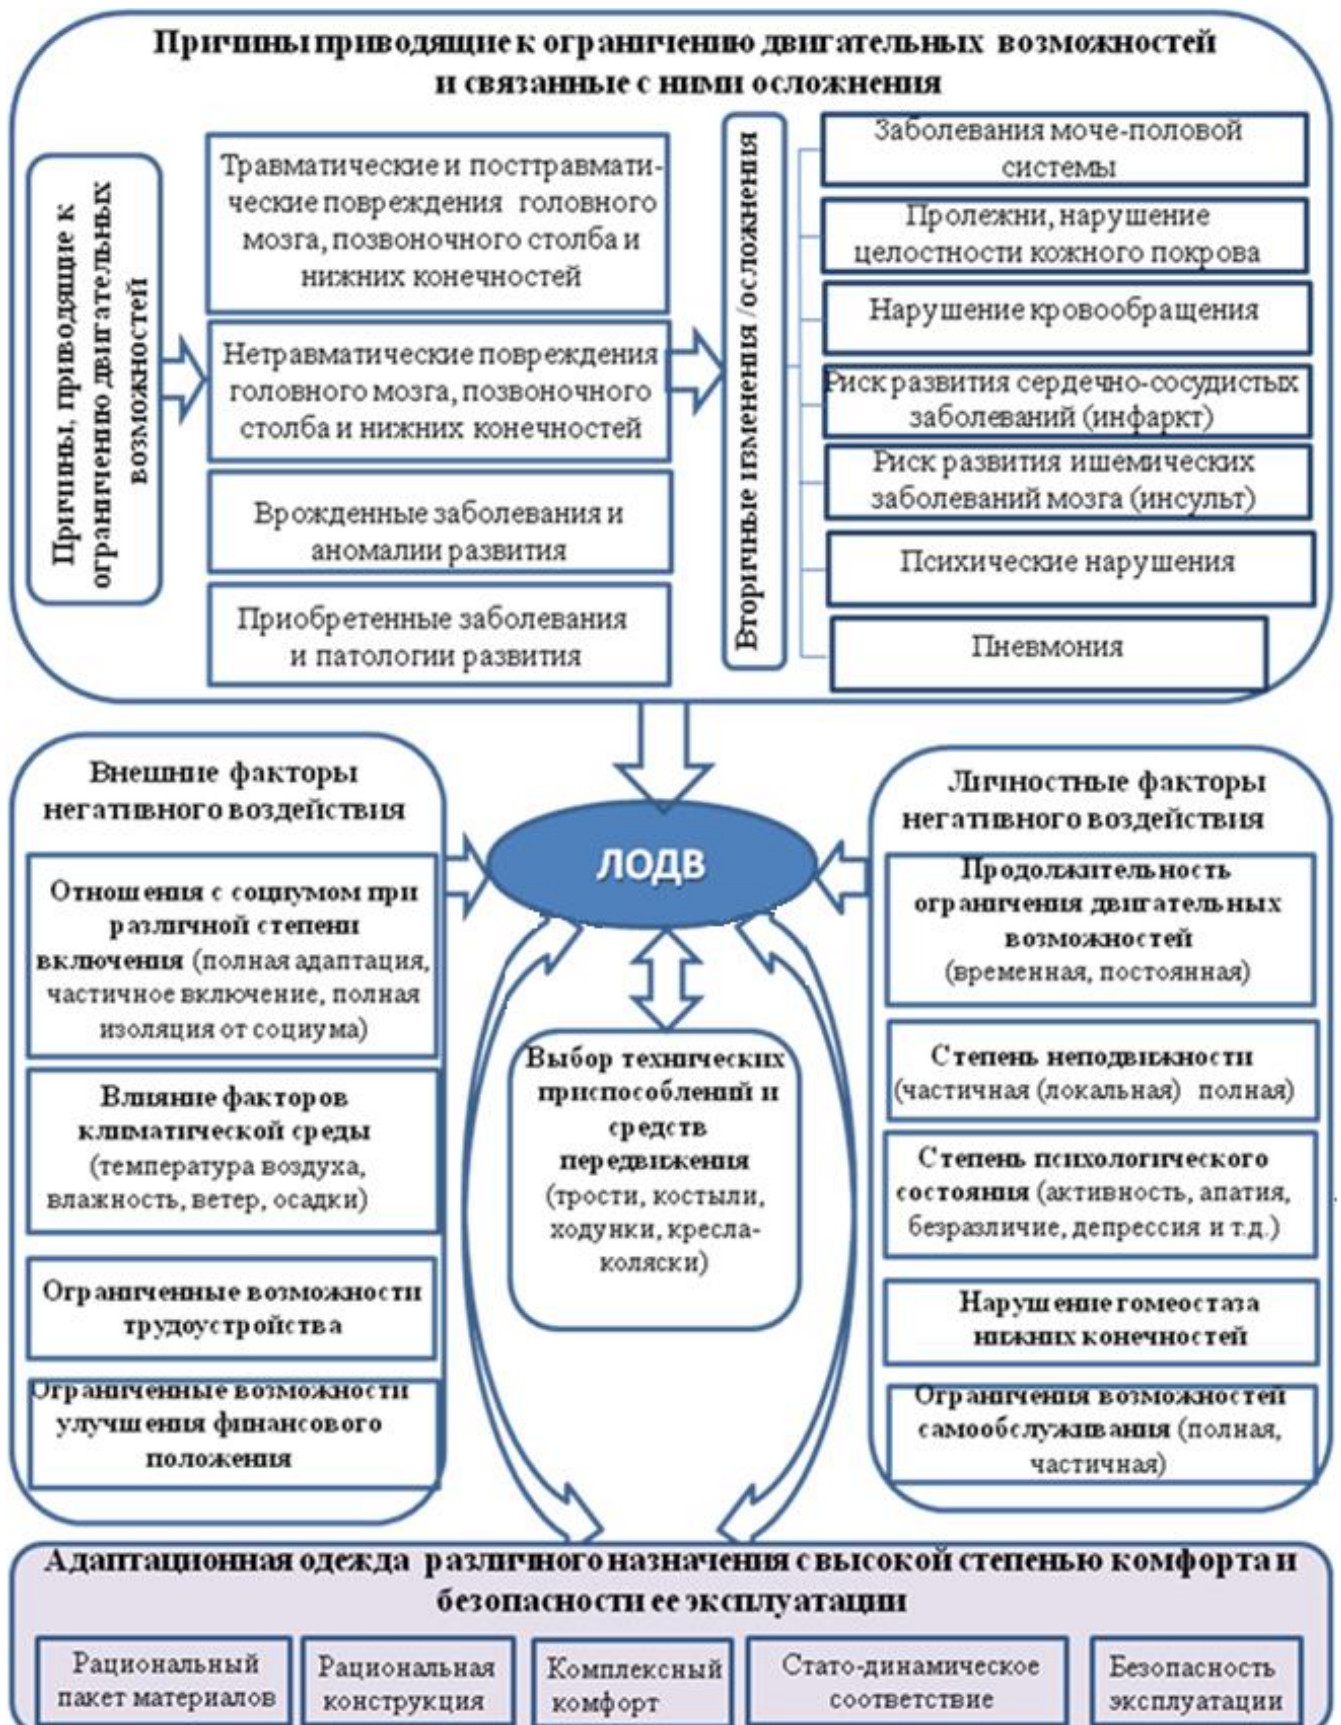 Причины приводящие к ограничению двигательных возможностей
и связанные с ними осложнения
Причины, приводящие к
ограничению двигательных
возможностей
Травматические и посттравмати-
ческие повреждения головного
мозга, позвоночного столба и
нижних конечностей
Нетравматические повреждения
головного мозга, позвоночного
столба и нижних конечностей
Врожденные заболевания и
аномалии развития
Приобретенные заболевания
и патологии развития
Вторичные изменения /осложнения
Заболевания моче-половой
системы
Пролежни, нарушение
целостности кожного покрова
Нарушение кровообращения
Риск развития сердечно-сосудистых
заболеваний (инфаркт)
Риск развития ишемических
заболеваний мозга (инсульт)
Психические нарушения
Пневмония
Внешние факторы
негативного воздействия
Отношения с социумом при
различной степени
включения (полная адаптация,
частичное включение, полная
изоляция от социума)
Влияние факторов
климатической среды
(температура воздуха,
влажность, ветер, осадки)
Ограниченные возможности
трудоустройства
Ограниченные возможности
улучшения финансового
положения
ЛОДВ
Выбор технических
приспособлений и
средств
передвижения
(трости, костыли,
ходунки, кресла-
коляски)
Личностные факторы
негативного воздействия
Продолжительность
ограничения двигательных
возможностей
(временная, постоянная)
Степень неподвижности
(частичная (локальная) полная)
Степень психологического
состояния (активность, апатия,
безразличие, депрессия и т.д.)
Нарушение гомеостаза
нижних конечностей
Ограничения возможностей
самообслуживания (полная,
частичная)
Адаптационная одежда различного назначения с высокой степенью комфорта и
безопасности ее эксплуатации
Рациональный
пакет материалов
Рациональная
конструкция
Комплексный
комфорт
Стато-динамическое
соответствие
Безопасность
эксплуатации